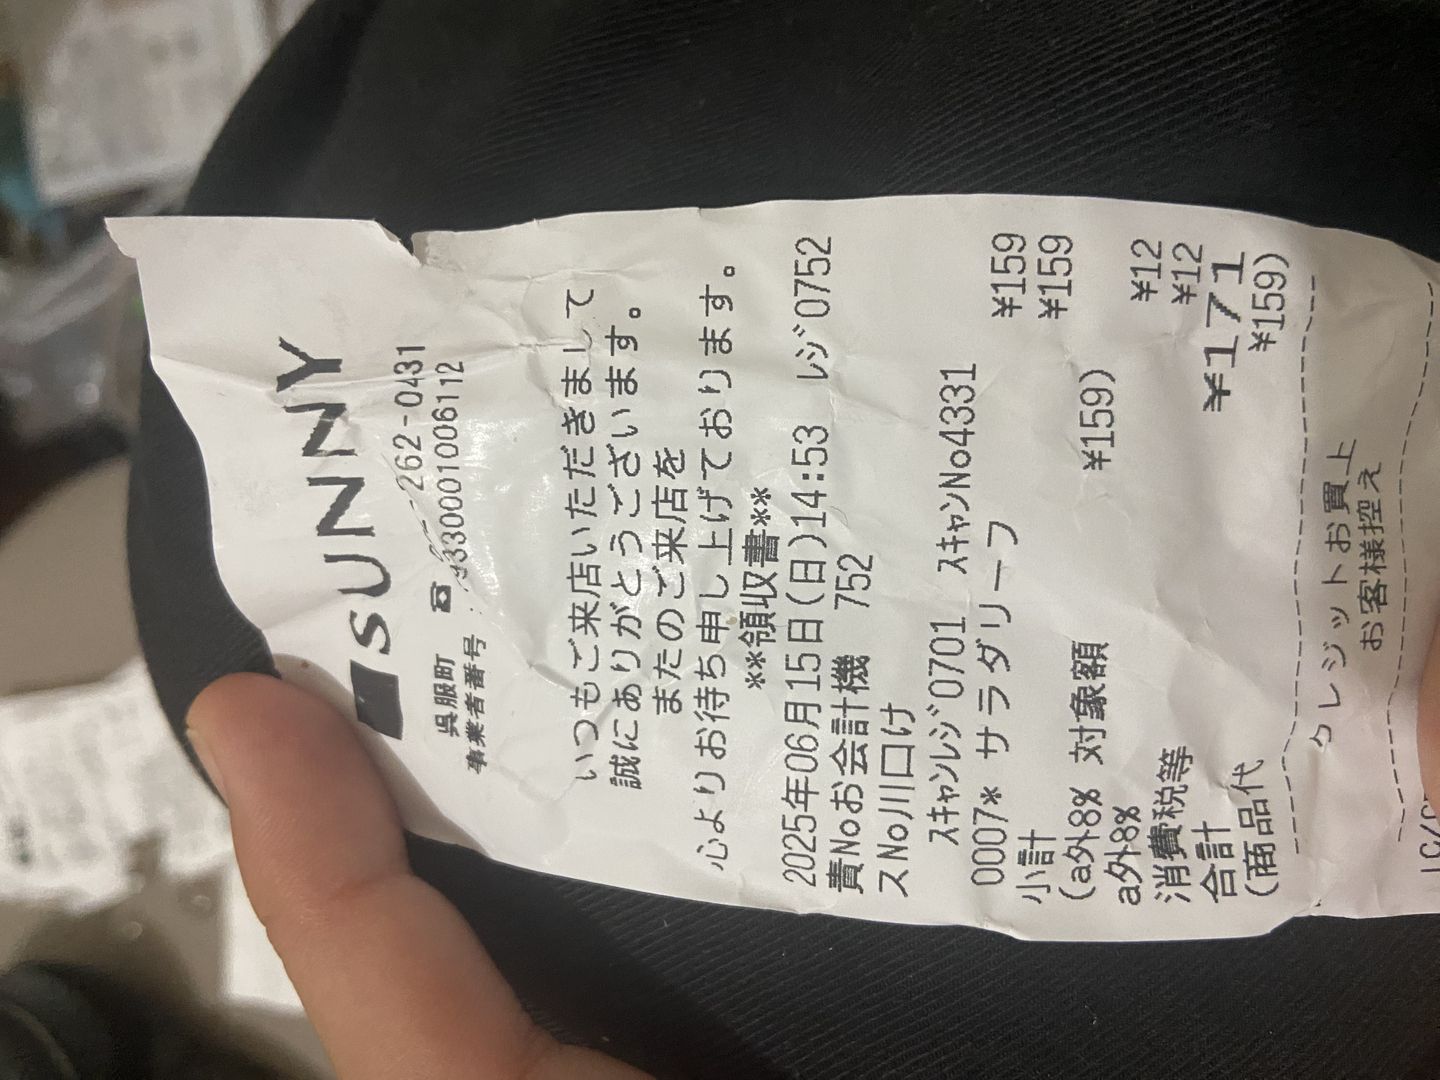 SUNNY
呉服町 ☎ 262-0431
事業者番号 :9330001006112
いつもご来店いただきまして
誠にありがとうございます。
またのご来店を
心よりお待ち申し上げております。
**領収書**
2025年06月15日(日)14:53 レジ0752
責Noお会計機 752
スNo川口け
スキャンレジ0701 スキャンNo4331
0007* サラダリーフ ¥159
小計 ¥159
(a外8% 対象額 ¥159)
a外8% ¥12
消費税等 ¥12
合計 ¥171
(商品代 ¥159)
クレジットお買上
お客様控え